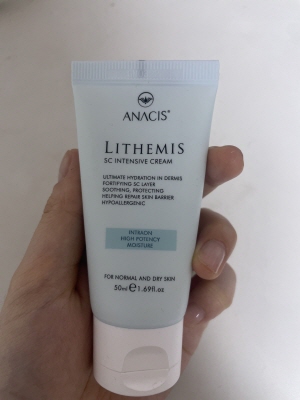 ANACIS®
LITHEMIS
SC INTENSIVE CREAM
ULTIMATE HYDRATION IN DERMIS
FORTIFYING SC LAYER
SOOTHING, PROTECTING
HELPING REPAIR SKIN BARRIER
HYPOALLERGENIC
INTRAON
HIGH POTENCY
MOISTURE
FOR NORMAL AND DRY SKIN
50ml℮1.69fl.oz